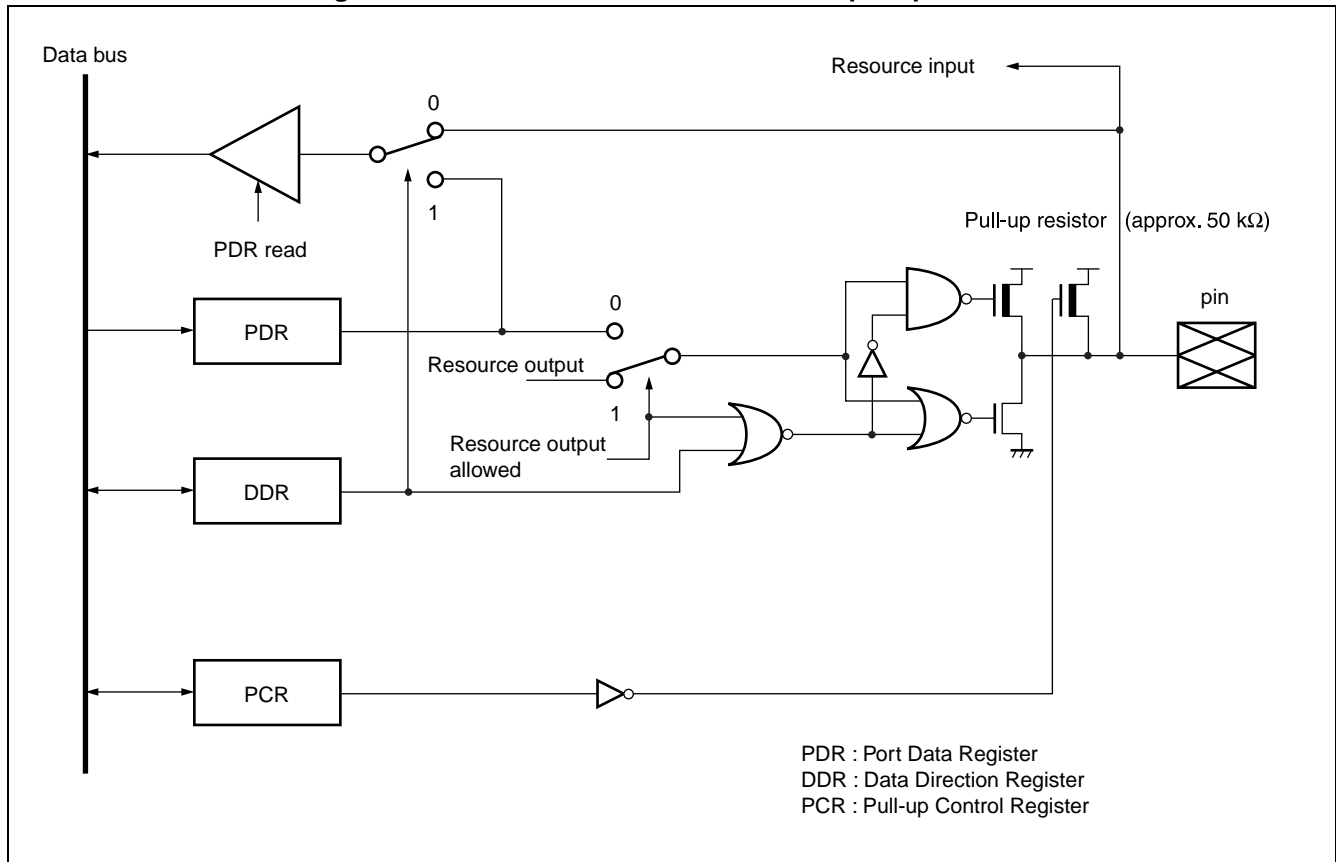 Data bus
Resource input
0
1
Pull-up resistor (approx. 50 kΩ)
PDR read
pin
0
PDR
Resource output
1
Resource output
allowed
DDR
PCR
PDR : Port Data Register
DDR : Data Direction Register
PCR : Pull-up Control Register